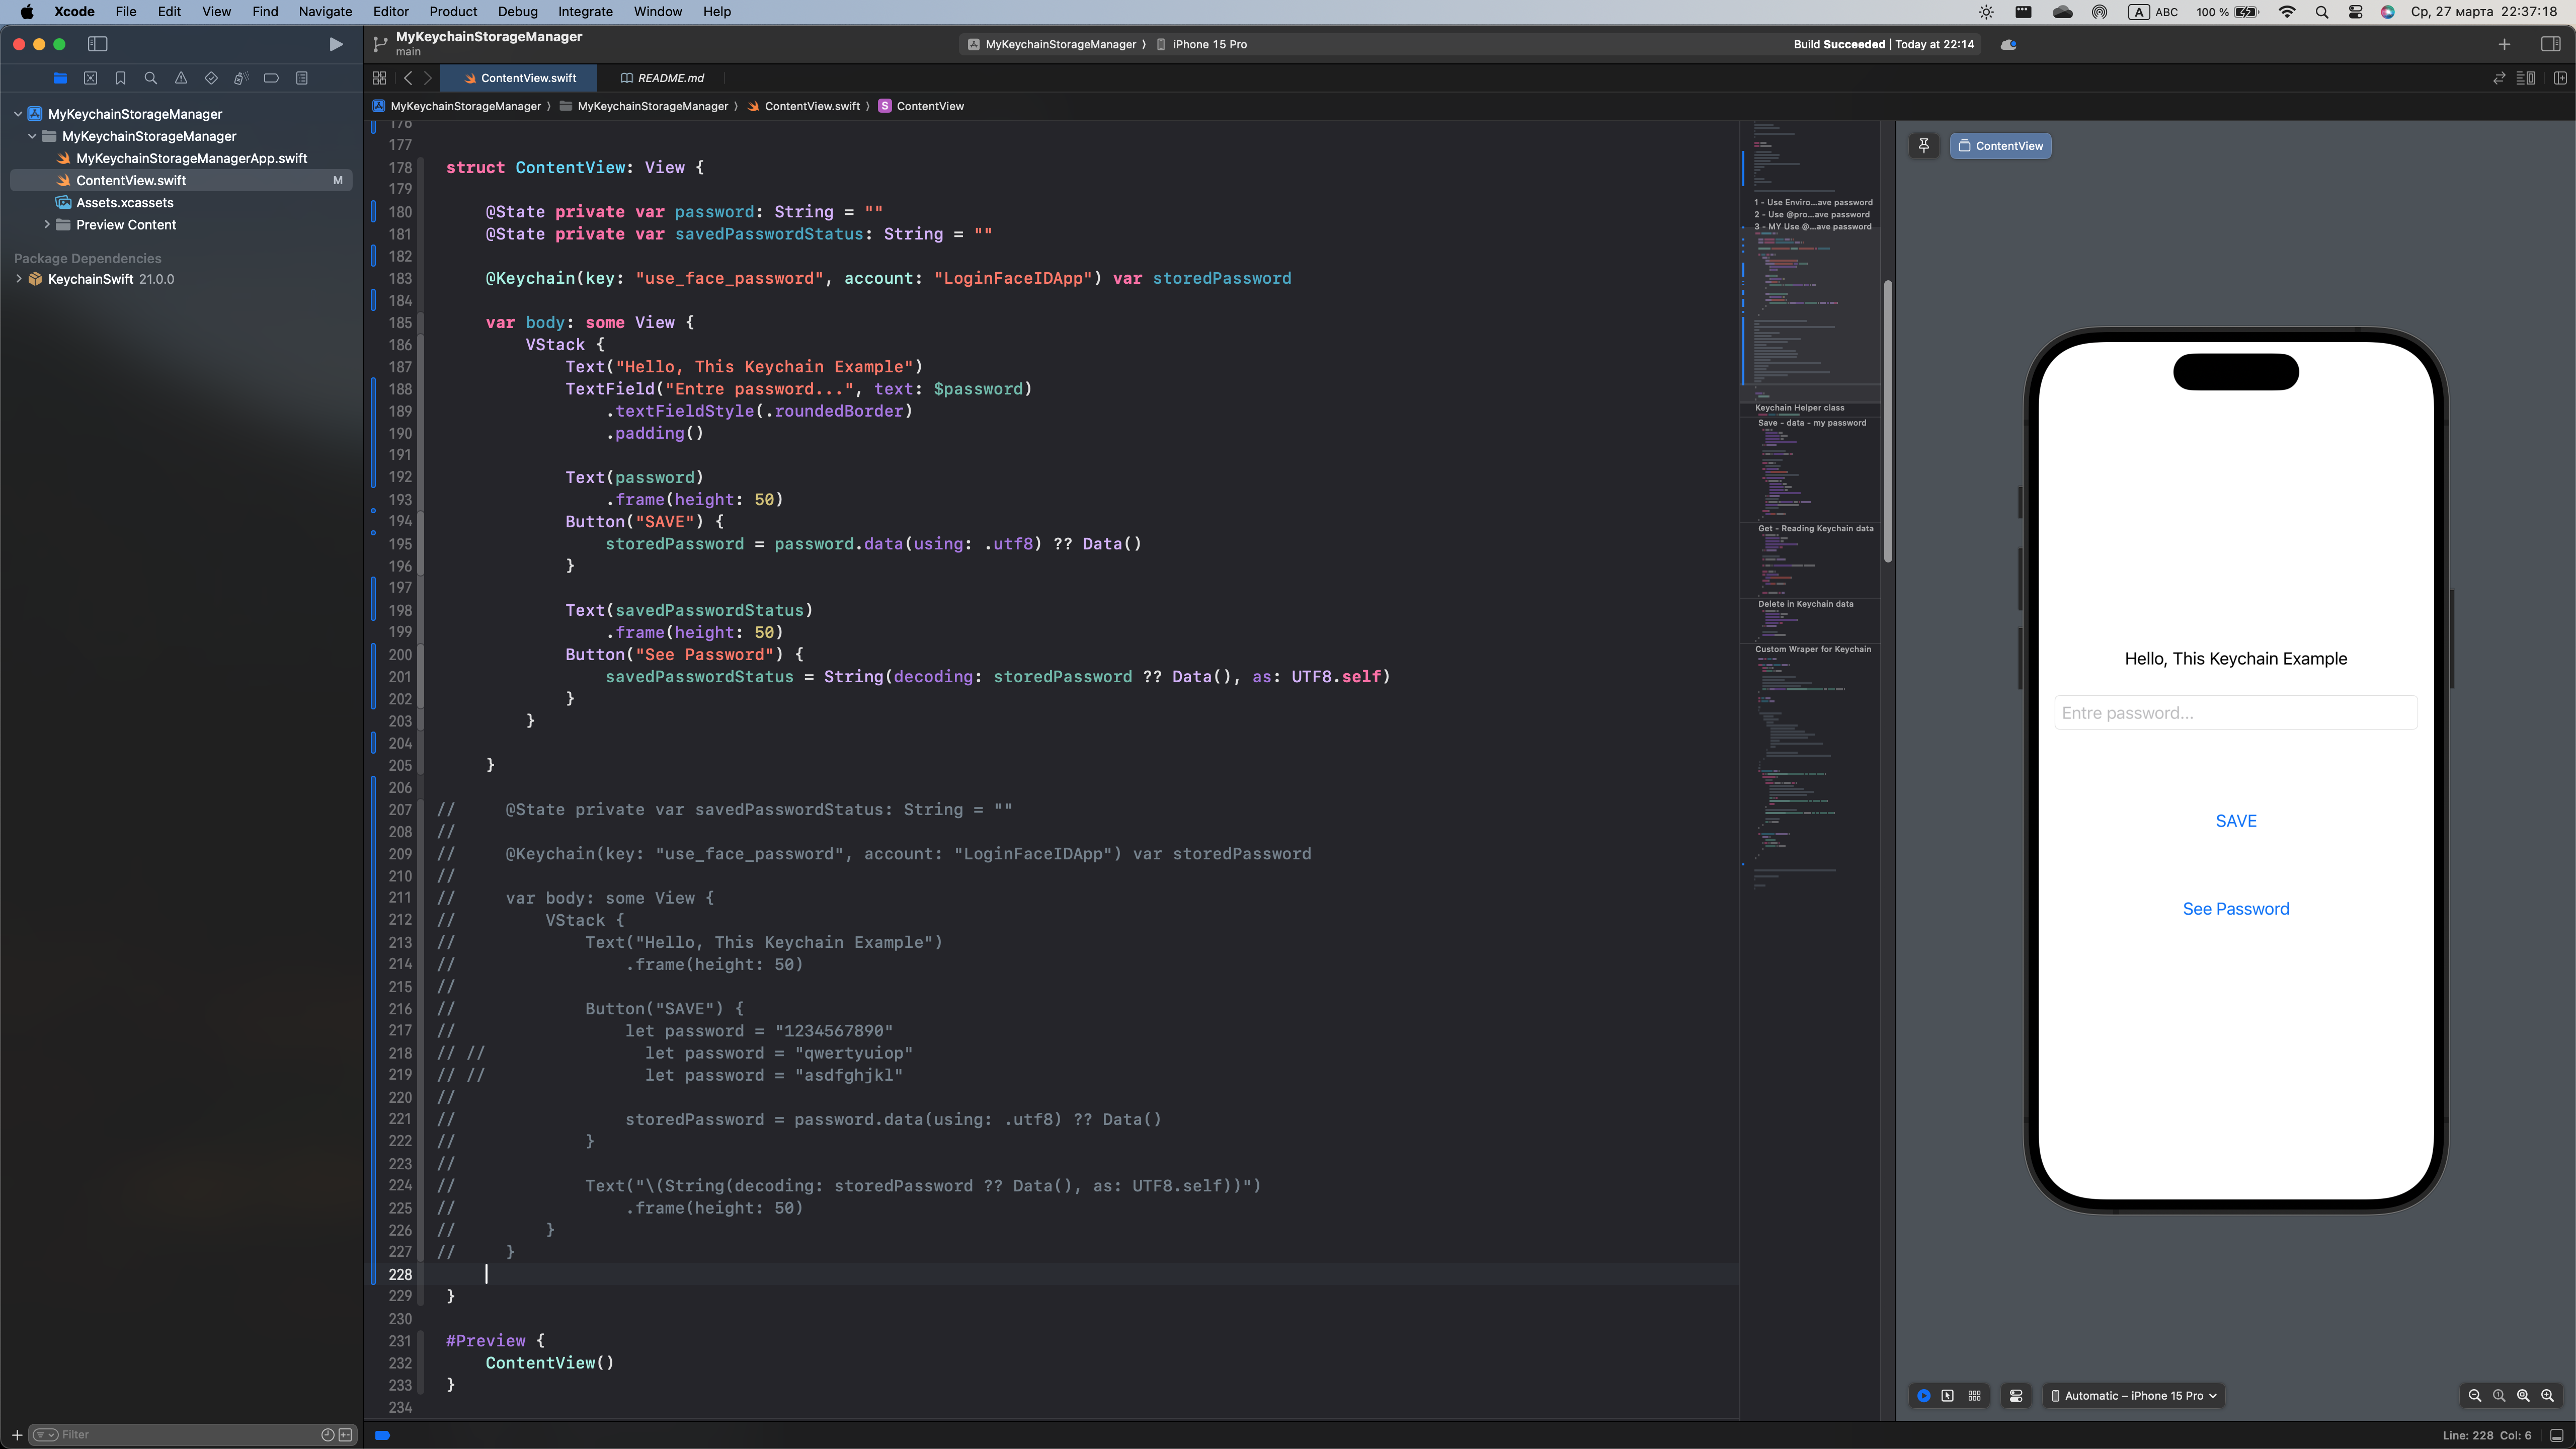 Xcode File Edit View Find Navigate Editor Product Debug Integrate Window Help
A ABC 100 % Ср, 27 марта 22:37:18
MyKeychainStorageManager
main
MyKeychainStorageManager ⟩ iPhone 15 Pro
Build Succeeded | Today at 22:14
ContentView.swift README.md
MyKeychainStorageManager ⟩ MyKeychainStorageManager ⟩ ContentView.swift ⟩ S ContentView
MyKeychainStorageManager
MyKeychainStorageManager
MyKeychainStorageManagerApp.swift
ContentView.swift M
Assets.xcassets
Preview Content
Package Dependencies
KeychainSwift 21.0.0
Filter
176
177
178 struct ContentView: View {
179
180 @State private var password: String = ""
181 @State private var savedPasswordStatus: String = ""
182
183 @Keychain(key: "use_face_password", account: "LoginFaceIDApp") var storedPassword
184
185 var body: some View {
186 VStack {
187 Text("Hello, This Keychain Example")
188 TextField("Entre password...", text: $password)
189 .textFieldStyle(.roundedBorder)
190 .padding()
191
192 Text(password)
193 .frame(height: 50)
194 Button("SAVE") {
195 storedPassword = password.data(using: .utf8) ?? Data()
196 }
197
198 Text(savedPasswordStatus)
199 .frame(height: 50)
200 Button("See Password") {
201 savedPasswordStatus = String(decoding: storedPassword ?? Data(), as: UTF8.self)
202 }
203 }
204
205 }
206
207 // @State private var savedPasswordStatus: String = ""
208 //
209 // @Keychain(key: "use_face_password", account: "LoginFaceIDApp") var storedPassword
210 //
211 // var body: some View {
212 // VStack {
213 // Text("Hello, This Keychain Example")
214 // .frame(height: 50)
215 //
216 // Button("SAVE") {
217 // let password = "1234567890"
218 // // let password = "qwertyuiop"
219 // // let password = "asdfghjkl"
220 //
221 // storedPassword = password.data(using: .utf8) ?? Data()
222 // }
223 //
224 // Text("\(String(decoding: storedPassword ?? Data(), as: UTF8.self))")
225 // .frame(height: 50)
226 // }
227 // }
228
229 }
230
231 #Preview {
232 ContentView()
233 }
234
1 - Use Enviro...ave password
2 - Use @pro...ave password
3 - MY Use @...ave password
Keychain Helper class
Save - data - my password
Get - Reading Keychain data
Delete in Keychain data
Custom Wraper for Keychain
ContentView
Hello, This Keychain Example
Entre password...
SAVE
See Password
Automatic – iPhone 15 Pro
Line: 228 Col: 6